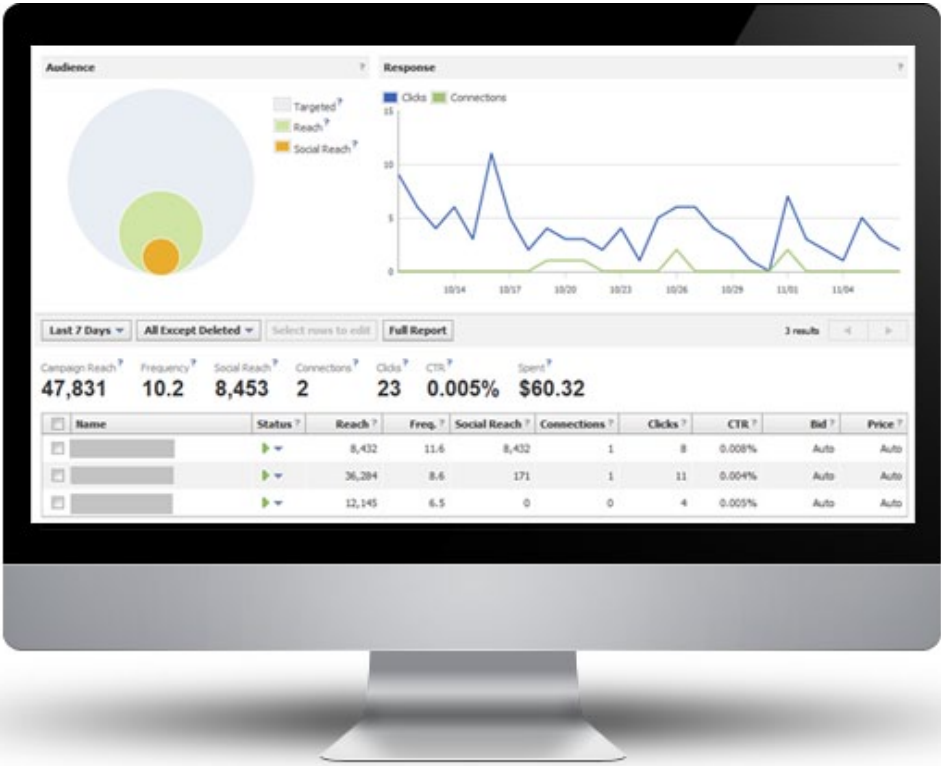 Audience ? Response ?
Targeted ?
Reach ?
Social Reach ?
Clicks Connections
15
10
5
0
10/14 10/17 10/20 10/23 10/26 10/29 11/01 11/04
Last 7 Days All Except Deleted Select rows to edit Full Report 3 results
Campaign Reach ? Frequency ? Social Reach ? Connections ? Clicks ? CTR ? Spent ?
47,831 10.2 8,453 2 23 0.005% $60.32
Name Status ? Reach ? Freq. ? Social Reach ? Connections ? Clicks ? CTR ? Bid ? Price ?
8,432 11.6 8,432 1 8 0.008% Auto Auto
36,284 8.6 171 1 11 0.004% Auto Auto
12,145 6.5 0 0 4 0.005% Auto Auto